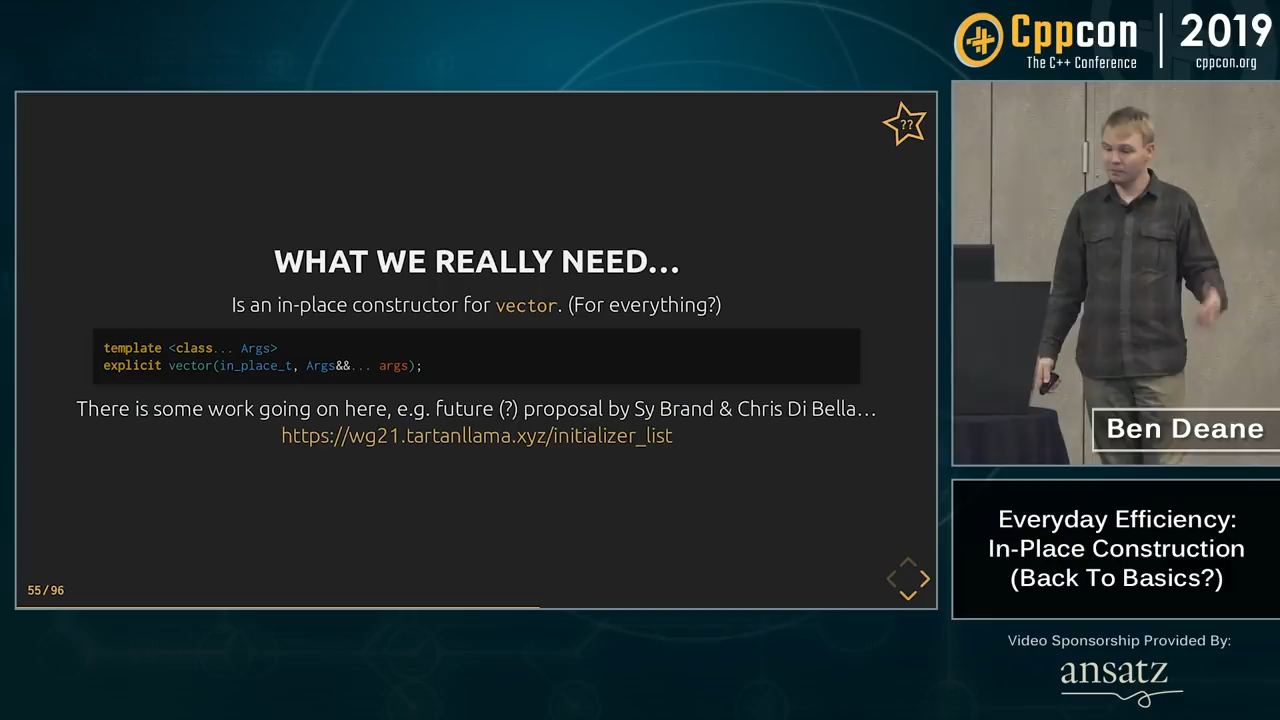 Cppcon | 2019
The C++ Conference
cppcon.org
??
WHAT WE REALLY NEED...
Is an in-place constructor for vector. (For everything?)
template <class... Args>
explicit vector(in_place_t, Args&&... args);
There is some work going on here, e.g. future (?) proposal by Sy Brand & Chris Di Bella...
https://wg21.tartanllama.xyz/initializer_list
55/96
Ben Deane
Everyday Efficiency:
In-Place Construction
(Back To Basics?)
Video Sponsorship Provided By:
ansatz